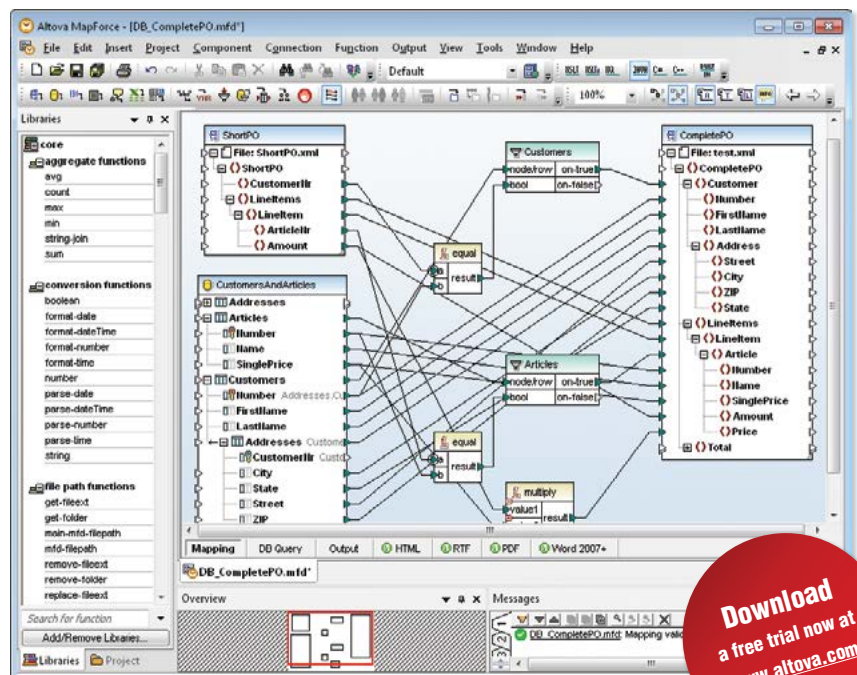 Altova MapForce - [DB_CompletePO.mfd*]
File Edit Insert Project Component Connection Function Output View Tools Window Help
Default
100%
Libraries
core
aggregate functions
avg
count
max
min
string-join
sum
conversion functions
boolean
format-date
format-dateTime
format-number
format-time
number
parse-date
parse-dateTime
parse-number
parse-time
string
file path functions
get-fileext
get-folder
main-mfd-filepath
mfd-filepath
remove-fileext
remove-folder
replace-fileext
Search for function
Add/Remove Libraries...
Libraries Project
ShortPO
File: ShortPO.xml
ShortPO
CustomerNr
LineItems
LineItem
ArticleNr
Amount
CustomersAndArticles
Addresses
Articles
Number
Name
SinglePrice
Customers
Number Addresses.Cu
FirstName
LastName
Addresses Custome
CustomerNr Custo
City
State
Street
ZIP
Customers
node/row on-true
bool on-false
equal
a
b
result
Articles
node/row on-true
bool on-false
equal
a
b
result
multiply
value1
result
CompletePO
File: test.xml
CompletePO
Customer
Number
FirstName
LastName
Address
Street
City
ZIP
State
LineItems
LineItem
Article
Number
Name
SinglePrice
Amount
Price
Total
Mapping DB Query Output HTML RTF PDF Word 2007+
DB_CompletePO.mfd*
Overview
Messages
DB_CompletePO.mfd: Mapping valid
Download
a free trial now at
www.altova.com